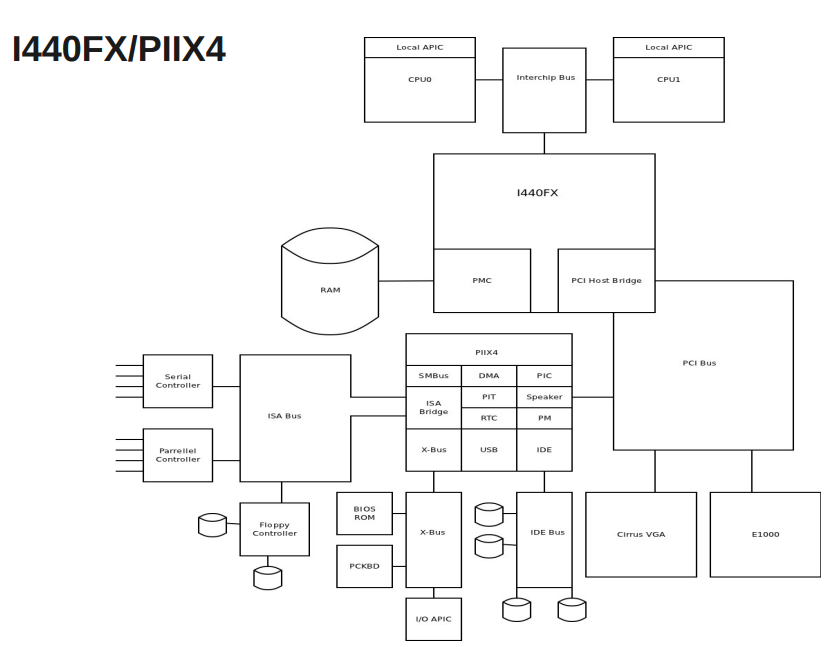 I440FX/PIIX4
Local APIC
CPU0
Interchip Bus
Local APIC
CPU1
I440FX
PMC
PCI Host Bridge
RAM
PCI Bus
PIIX4
SMBus
DMA
PIC
ISA
Bridge
PIT
Speaker
RTC
PM
X-Bus
USB
IDE
Serial
Controller
ISA Bus
Parrellel
Controller
Floppy
Controller
BIOS
ROM
X-Bus
PCKBD
I/O APIC
IDE Bus
Cirrus VGA
E1000